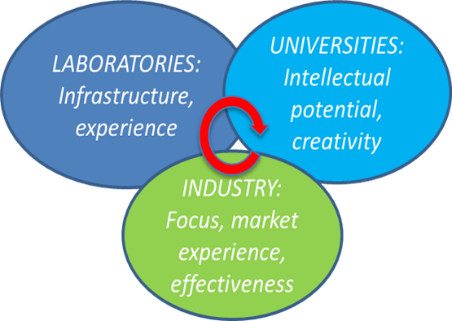 LABORATORIES:
Infrastructure,
experience
UNIVERSITIES:
Intellectual
potential,
creativity
INDUSTRY:
Focus, market
experience,
effectiveness